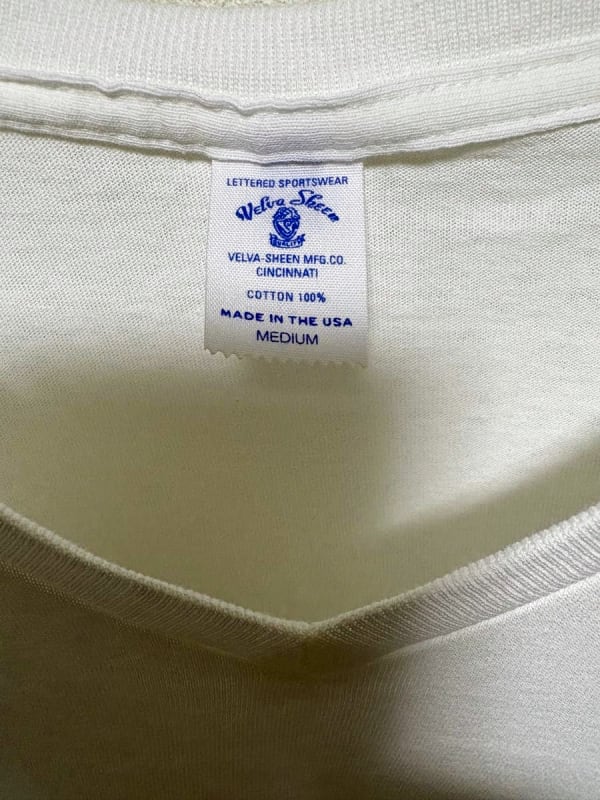 LETTERED SPORTSWEAR
Velva Sheen
VELVA-SHEEN MFG.CO.
CINCINNATI
COTTON 100%
MADE IN THE USA
MEDIUM